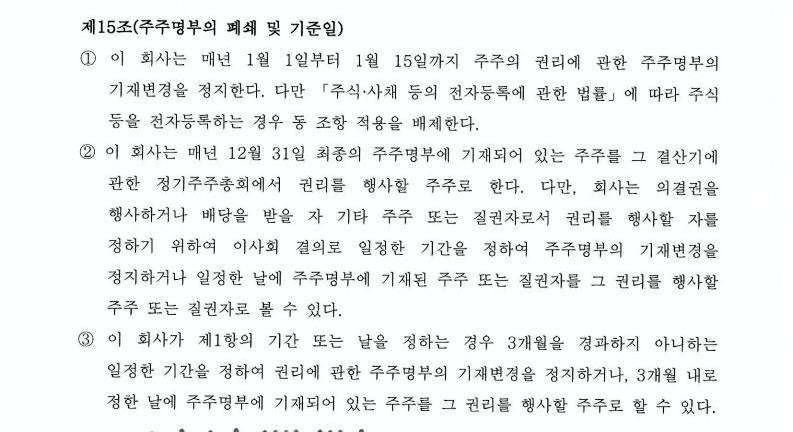 제15조(주주명부의 폐쇄 및 기준일)
① 이 회사는 매년 1월 1일부터 1월 15일까지 주주의 권리에 관한 주주명부의
기재변경을 정지한다. 다만 「주식·사채 등의 전자등록에 관한 법률」에 따라 주식
등을 전자등록하는 경우 동 조항 적용을 배제한다.
② 이 회사는 매년 12월 31일 최종의 주주명부에 기재되어 있는 주주를 그 결산기에
관한 정기주주총회에서 권리를 행사할 주주로 한다. 다만, 회사는 의결권을
행사하거나 배당을 받을 자 기타 주주 또는 질권자로서 권리를 행사할 자를
정하기 위하여 이사회 결의로 일정한 기간을 정하여 주주명부의 기재변경을
정지하거나 일정한 날에 주주명부에 기재된 주주 또는 질권자를 그 권리를 행사할
주주 또는 질권자로 볼 수 있다.
③ 이 회사가 제1항의 기간 또는 날을 정하는 경우 3개월을 경과하지 아니하는
일정한 기간을 정하여 권리에 관한 주주명부의 기재변경을 정지하거나, 3개월 내로
정한 날에 주주명부에 기재되어 있는 주주를 그 권리를 행사할 주주로 할 수 있다.